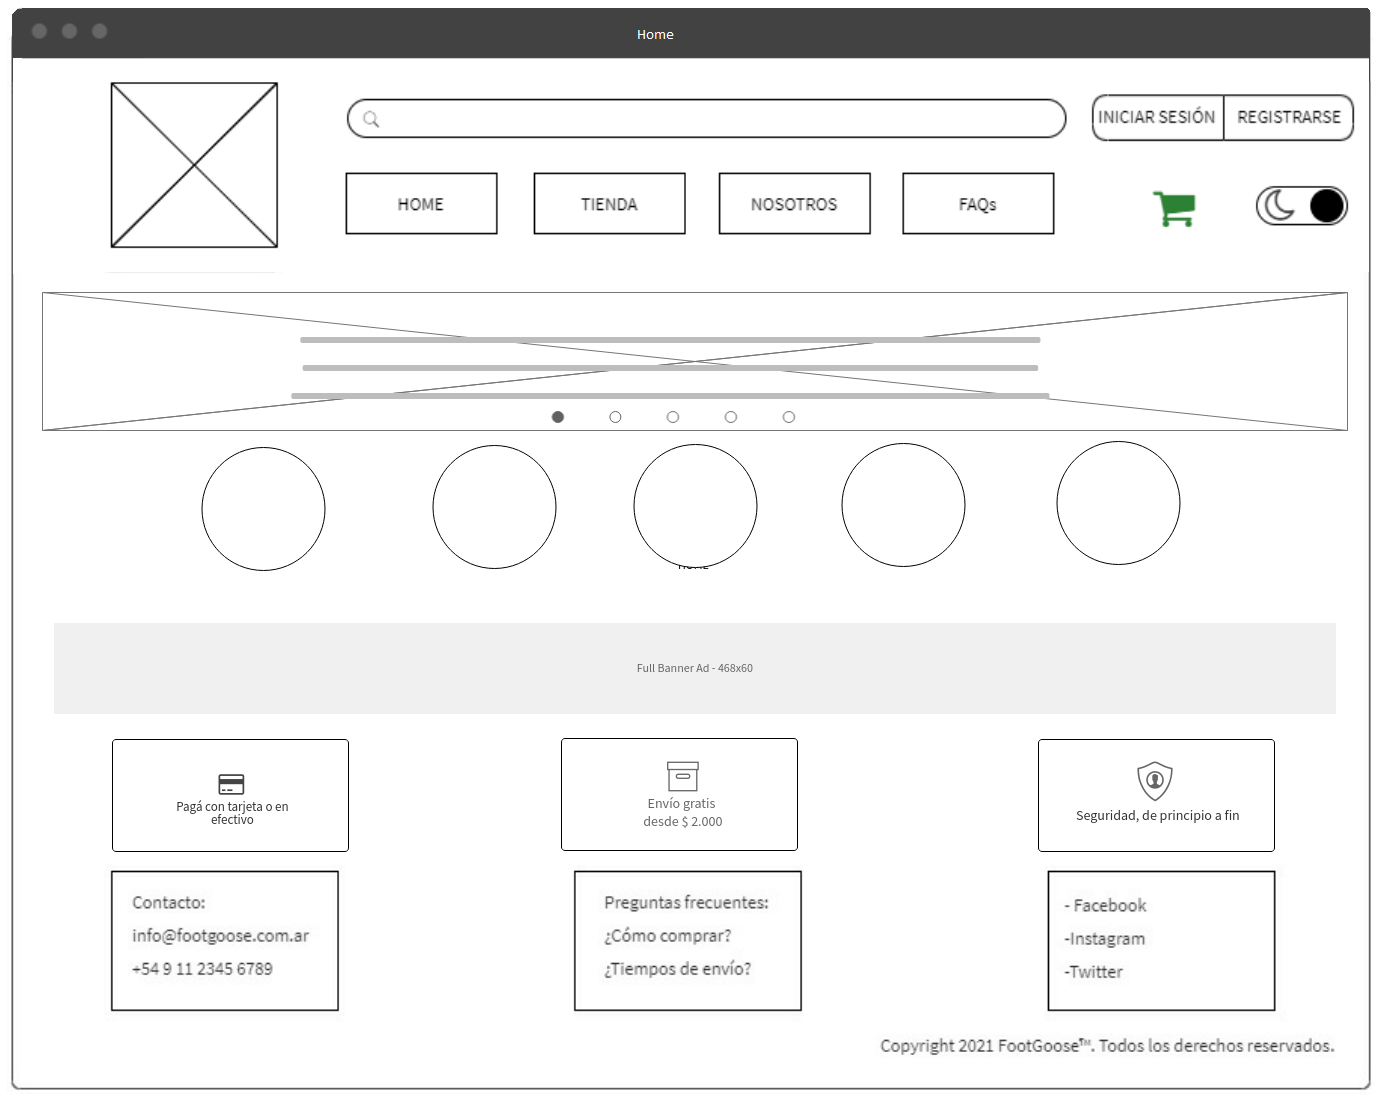 Home
INICIAR SESIÓN
REGISTRARSE
HOME
TIENDA
NOSOTROS
FAQs
Full Banner Ad - 468x60
Pagá con tarjeta o en
efectivo
Envío gratis
desde $ 2.000
Seguridad, de principio a fin
Contacto:
info@footgoose.com.ar
+54 9 11 2345 6789
Preguntas frecuentes:
¿Cómo comprar?
¿Tiempos de envío?
- Facebook
-Instagram
-Twitter
Copyright 2021 FootGoose™. Todos los derechos reservados.